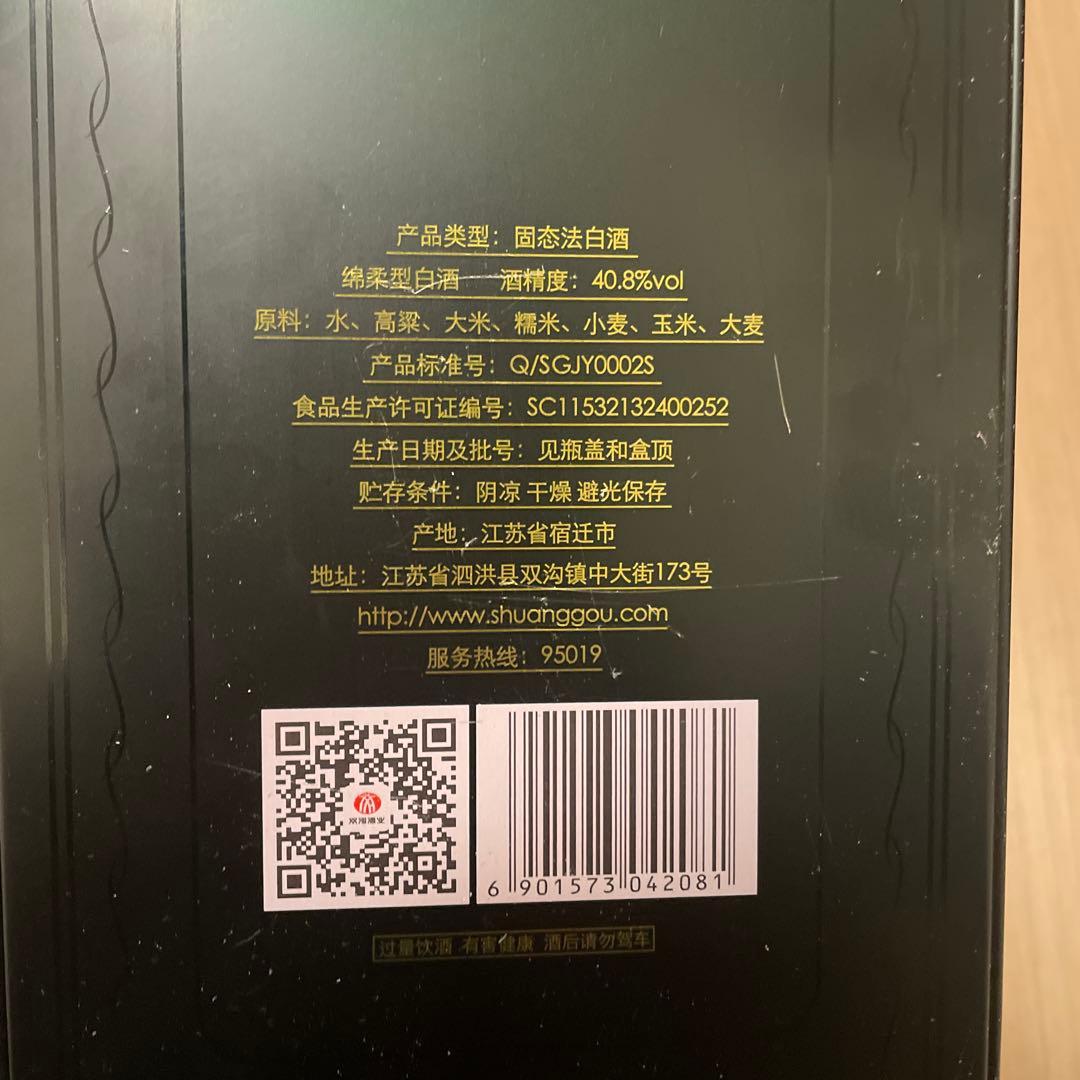 产品类型：固态法白酒
绵柔型白酒 酒精度：40.8%vol
原料：水、高粱、大米、糯米、小麦、玉米、大麦
产品标准号：Q/SGJY0002S
食品生产许可证编号：SC11532132400252
生产日期及批号：见瓶盖和盒顶
贮存条件：阴凉 干燥 避光保存
产地：江苏省宿迁市
地址：江苏省泗洪县双沟镇中大街173号
http://www.shuanggou.com
服务热线：95019
双沟酒业
6 901573 042081
过量饮酒 有害健康 酒后请勿驾车